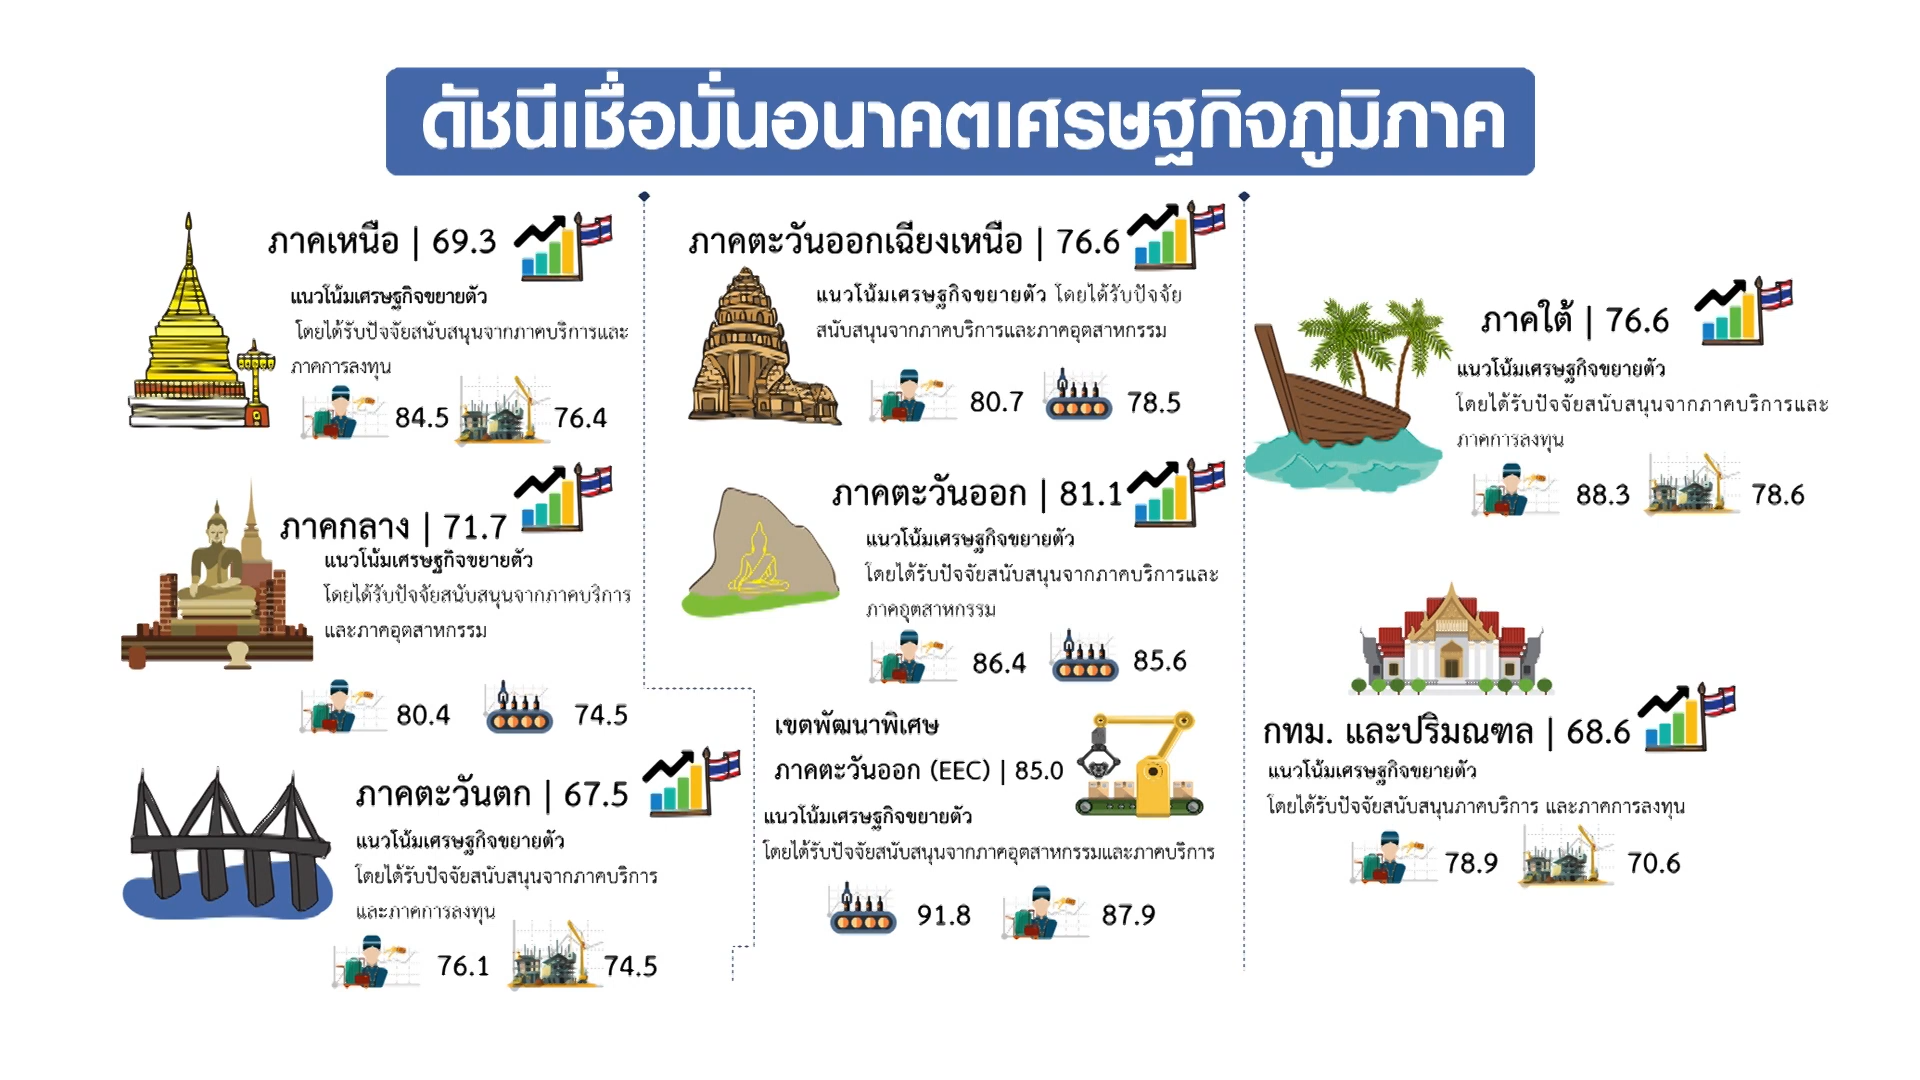 ดัชนีเชื่อมั่นอนาคตเศรษฐกิจภูมิภาค
ภาคเหนือ | 69.3
แนวโน้มเศรษฐกิจขยายตัว
โดยได้รับปัจจัยสนับสนุนจากภาคบริการและ
ภาคการลงทุน
84.5 76.4
ภาคกลาง | 71.7
แนวโน้มเศรษฐกิจขยายตัว
โดยได้รับปัจจัยสนับสนุนจากภาคบริการ
และภาคอุตสาหกรรม
80.4 74.5
ภาคตะวันตก | 67.5
แนวโน้มเศรษฐกิจขยายตัว
โดยได้รับปัจจัยสนับสนุนจากภาคบริการ
และภาคการลงทุน
76.1 74.5
ภาคตะวันออกเฉียงเหนือ | 76.6
แนวโน้มเศรษฐกิจขยายตัว โดยได้รับปัจจัย
สนับสนุนจากภาคบริการและภาคอุตสาหกรรม
80.7 78.5
ภาคตะวันออก | 81.1
แนวโน้มเศรษฐกิจขยายตัว
โดยได้รับปัจจัยสนับสนุนจากภาคบริการและ
ภาคอุตสาหกรรม
86.4 85.6
เขตพัฒนาพิเศษ
ภาคตะวันออก (EEC) | 85.0
แนวโน้มเศรษฐกิจขยายตัว
โดยได้รับปัจจัยสนับสนุนจากภาคอุตสาหกรรมและภาคบริการ
91.8 87.9
ภาคใต้ | 76.6
แนวโน้มเศรษฐกิจขยายตัว
โดยได้รับปัจจัยสนับสนุนจากภาคบริการและ
ภาคการลงทุน
88.3 78.6
กทม. และปริมณฑล | 68.6
แนวโน้มเศรษฐกิจขยายตัว
โดยได้รับปัจจัยสนับสนุนภาคบริการ และภาคการลงทุน
78.9 70.6